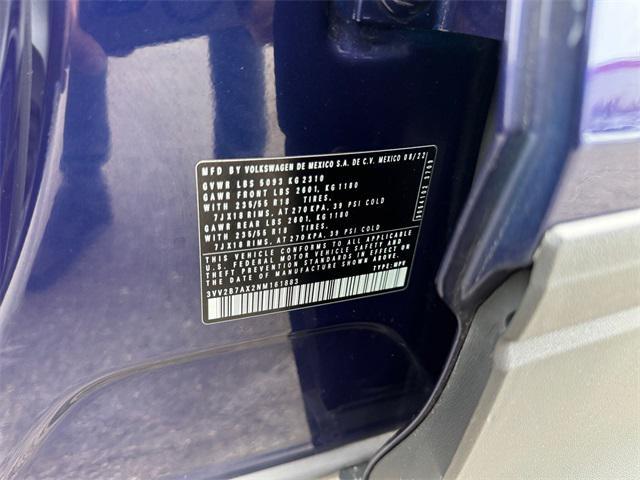 MFD BY VOLKSWAGEN DE MEXICO S.A. DE C.V. MEXICO 08/22
GVWR LBS 5093 KG 2310
GAWR FRONT LBS 2601, KG 1180
WITH 235/55 R18 TIRES,
7JX18 RIMS, AT 270 KPA, 39 PSI COLD
GAWR REAR LBS 2601, KG 1180
WITH 235/55 R18 TIRES,
7JX18 RIMS, AT 270 KPA, 39 PSI COLD
THIS VEHICLE CONFORMS TO ALL APPLICABLE
U.S. FEDERAL MOTOR VEHICLE SAFETY AND
THEFT PREVENTION STANDARDS IN EFFECT ON
THE DATE OF MANUFACTURE SHOWN ABOVE.
3VV2B7AX2NM161883 TYPE: MPV